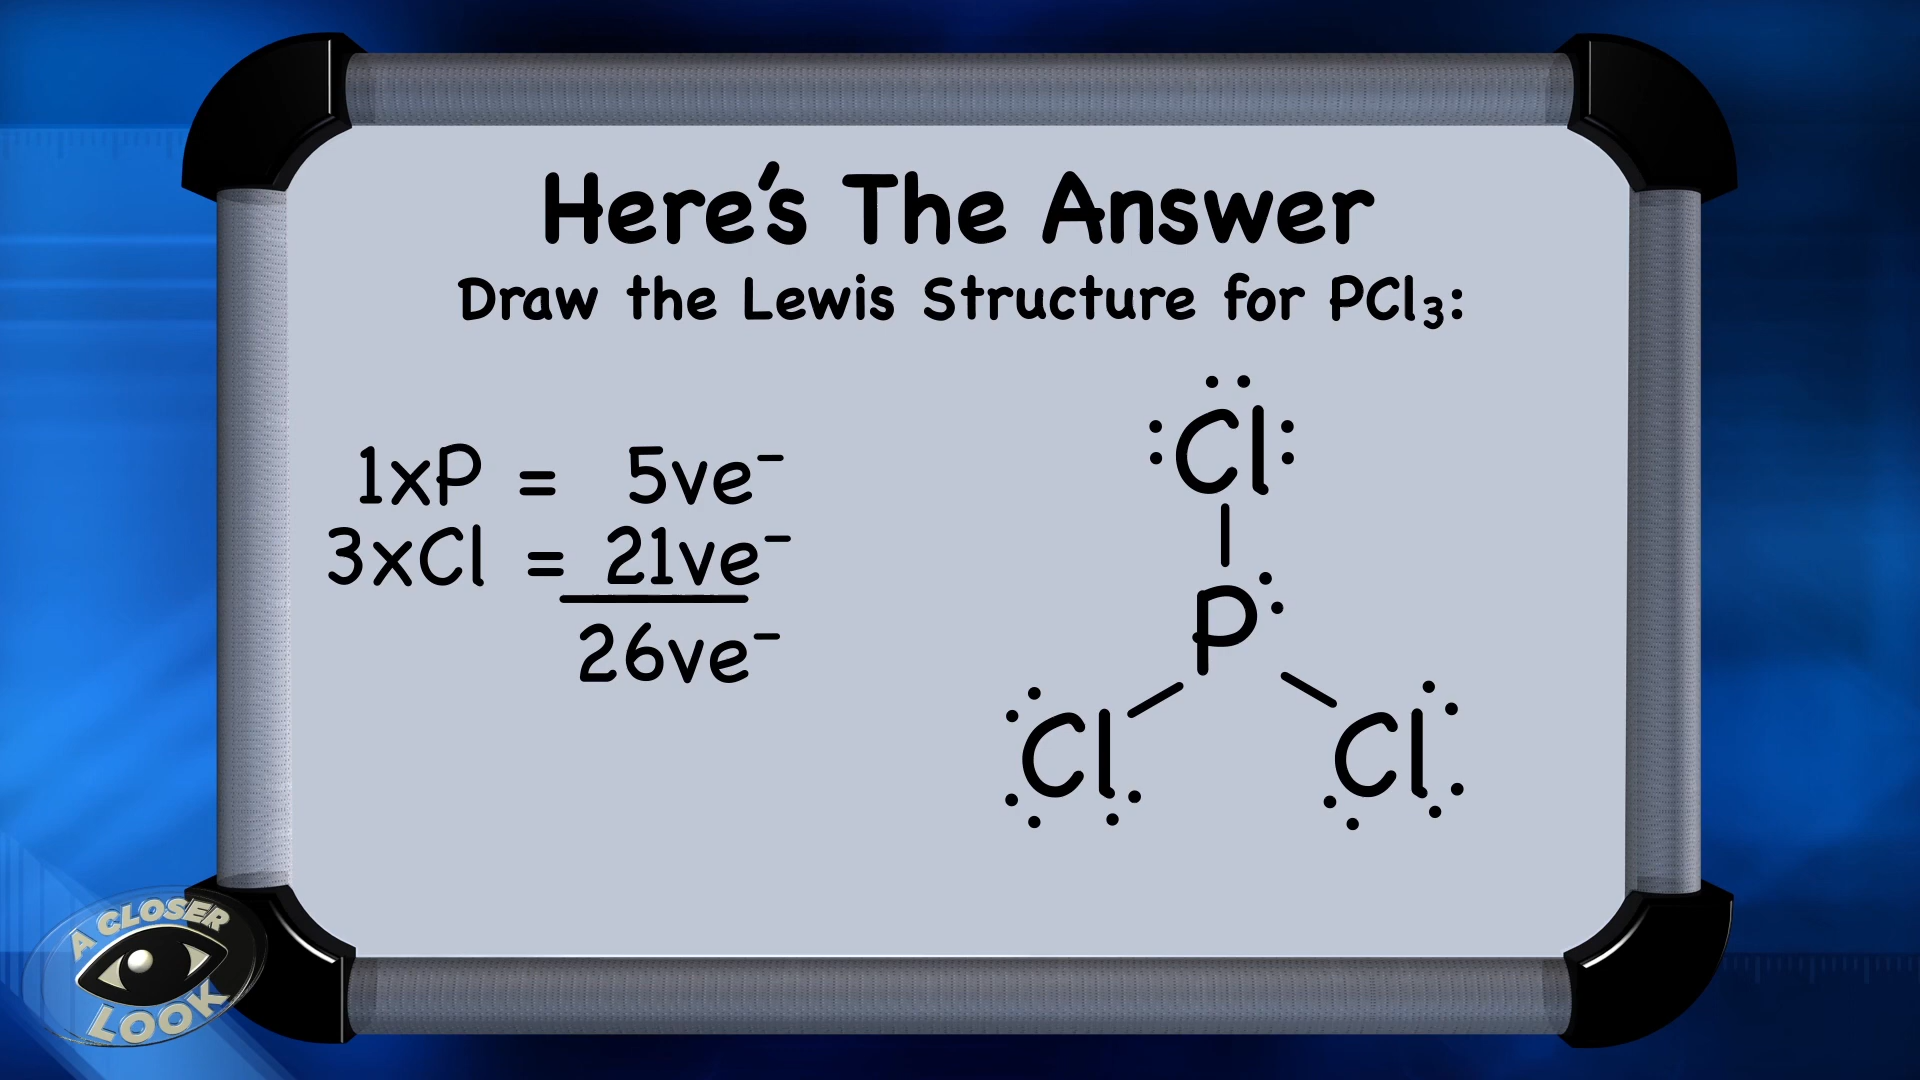 Here's The Answer
Draw the Lewis Structure for PCl₃:
1xP = 5ve⁻
3xCl = 21ve⁻
26ve⁻
Cl
P
Cl Cl
A CLOSER
LOOK